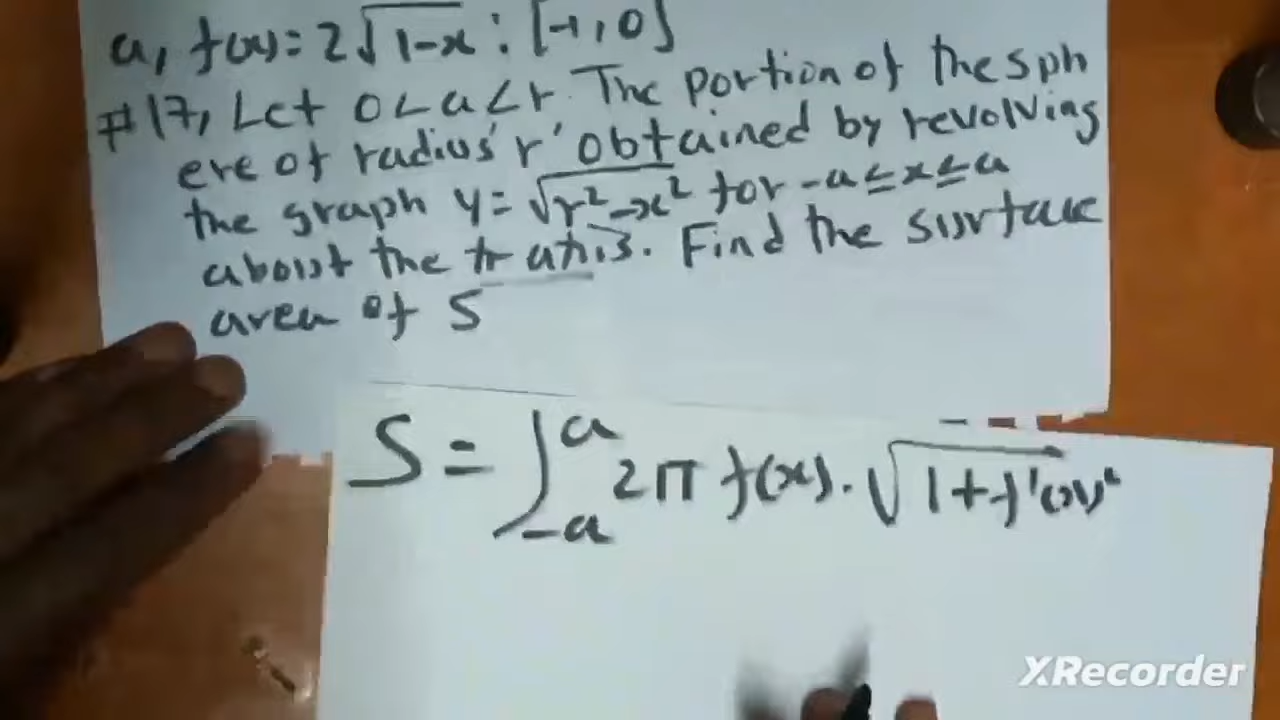 a, f(x) = 2√1-x : [-1, 0]
#17, Let 0<a<r. The portion of the sph
ere of radius 'r' obtained by revolving
the graph y = √r²-x² for -a≤x≤a
about the axis. Find the surface
area of S
S = ∫_{-a}^{a} 2π f(x). √1+f'(x)²
XRecorder